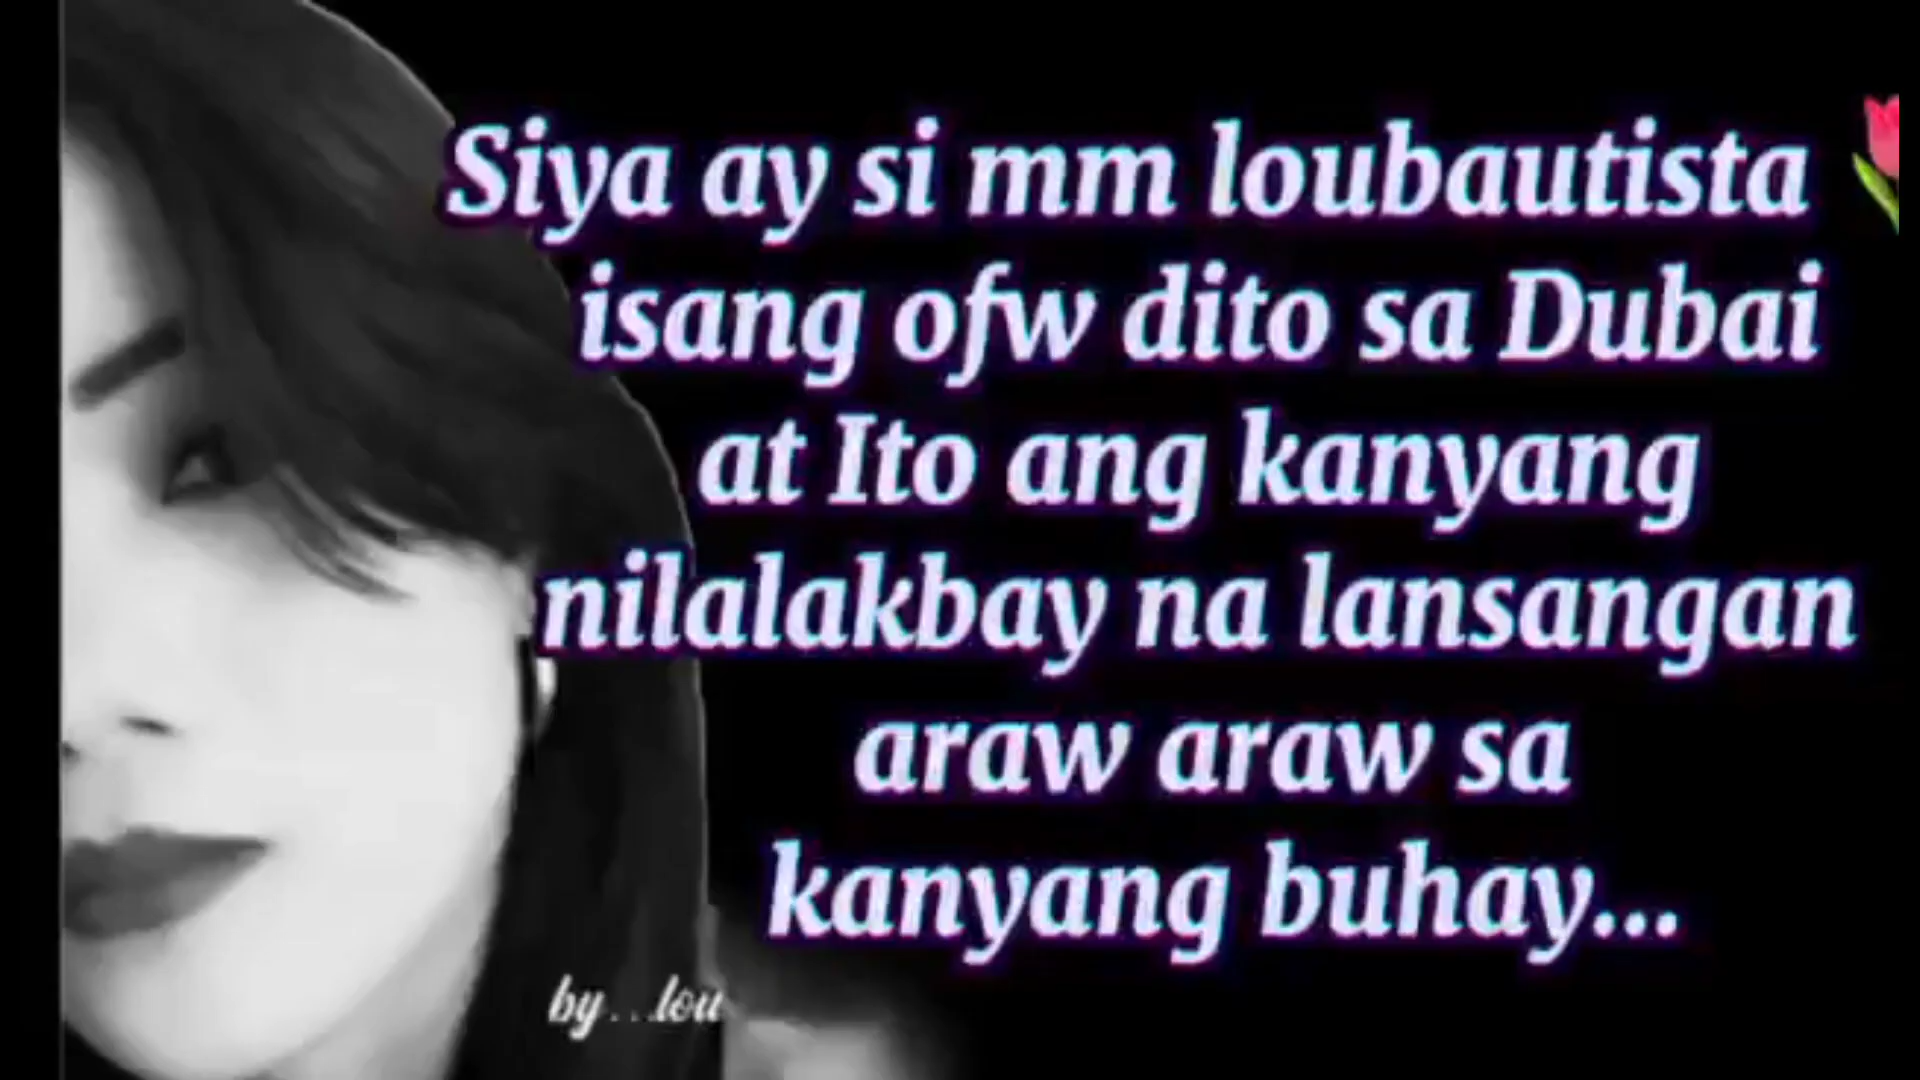 Siya ay si mm loubautista
isang ofw dito sa Dubai
at Ito ang kanyang
nilalakbay na lansangan
araw araw sa
kanyang buhay...
by...lou